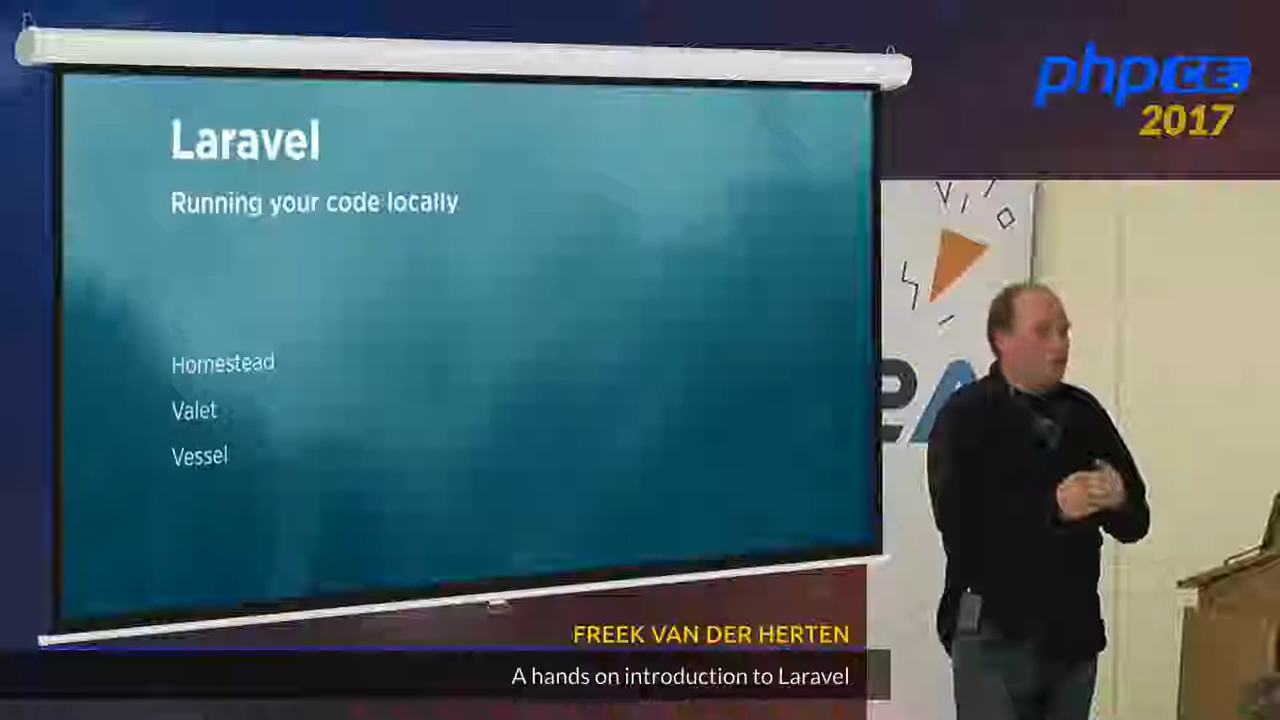 phpCE
2017
Laravel
Running your code locally
Homestead
Valet
Vessel
eA
FREEK VAN DER HERTEN
A hands on introduction to Laravel